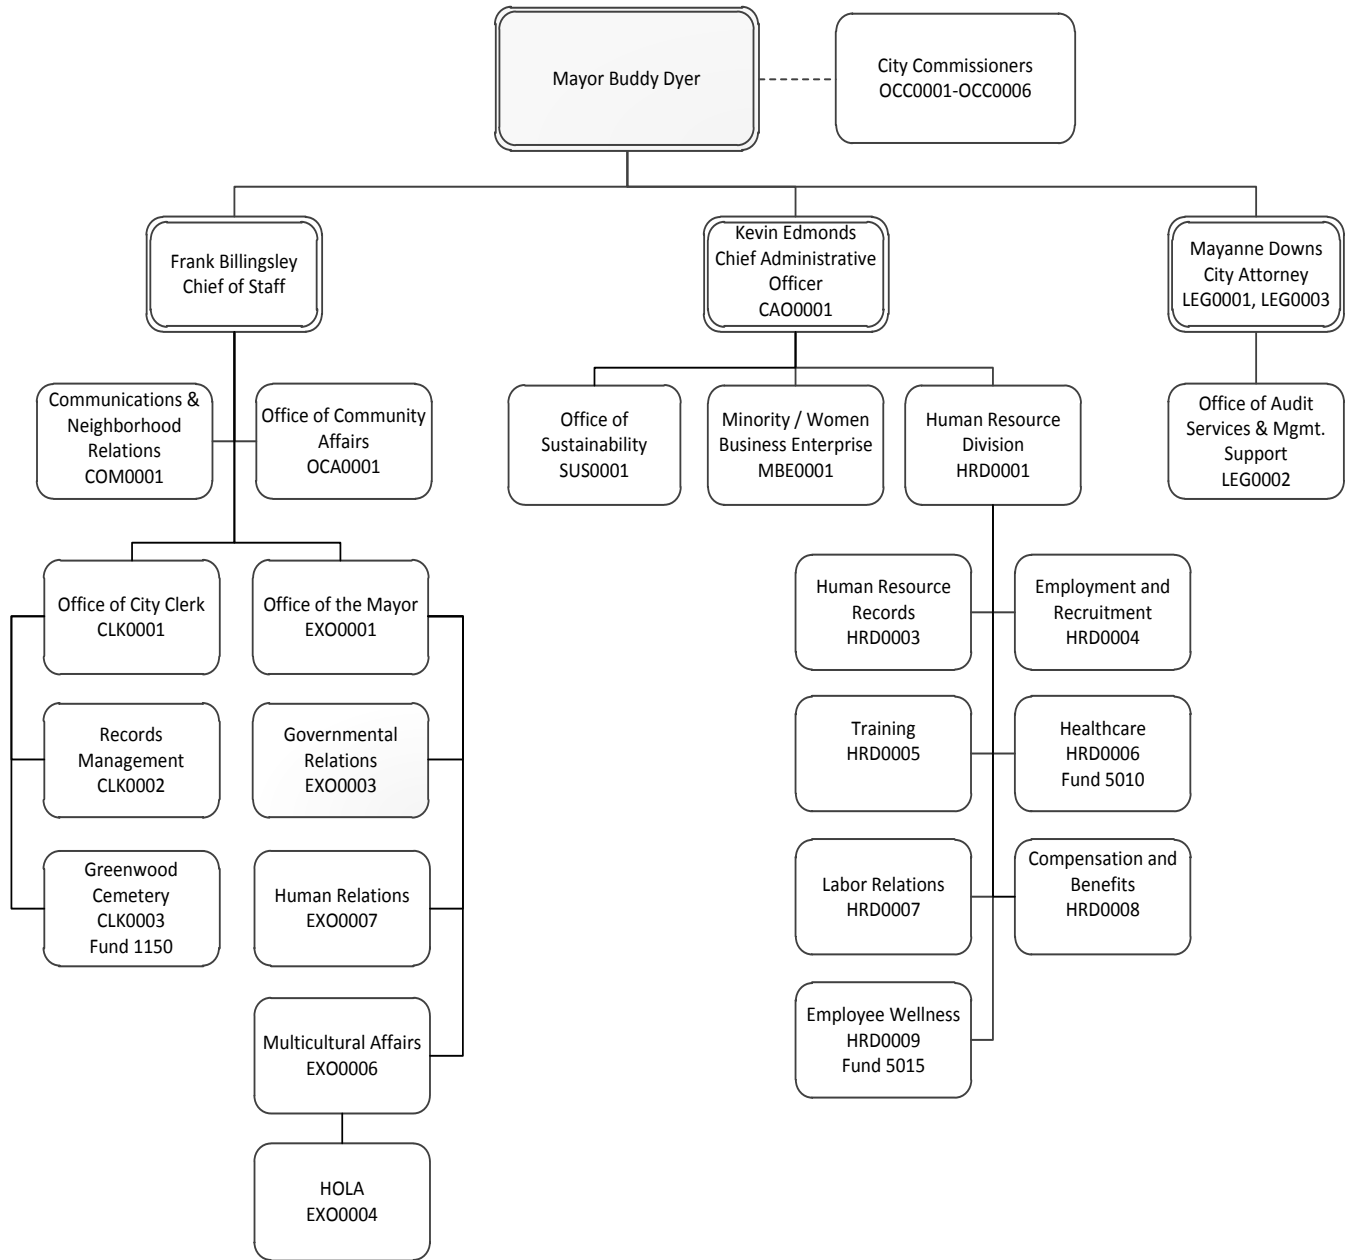 Mayor Buddy Dyer
City Commissioners
OCC0001-OCC0006
Frank Billingsley
Chief of Staff
Kevin Edmonds
Chief Administrative
Officer
CAO0001
Mayanne Downs
City Attorney
LEG0001, LEG0003
Communications &
Neighborhood
Relations
COM0001
Office of Community
Affairs
OCA0001
Office of
Sustainability
SUS0001
Minority / Women
Business Enterprise
MBE0001
Human Resource
Division
HRD0001
Office of Audit
Services & Mgmt.
Support
LEG0002
Office of City Clerk
CLK0001
Office of the Mayor
EXO0001
Human Resource
Records
HRD0003
Employment and
Recruitment
HRD0004
Records
Management
CLK0002
Governmental
Relations
EXO0003
Training
HRD0005
Healthcare
HRD0006
Fund 5010
Greenwood
Cemetery
CLK0003
Fund 1150
Human Relations
EXO0007
Labor Relations
HRD0007
Compensation and
Benefits
HRD0008
Multicultural Affairs
EXO0006
Employee Wellness
HRD0009
Fund 5015
HOLA
EXO0004